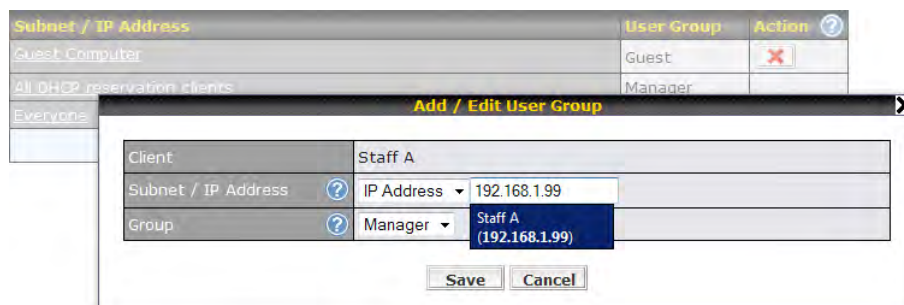 Subnet / IP Address User Group Action ?
Guest Computer Guest
All DHCP reservation clients Manager
Everyone
Add / Edit User Group
Client Staff A
Subnet / IP Address ? IP Address 192.168.1.99
Group ? Manager
Staff A
(192.168.1.99)
Save Cancel